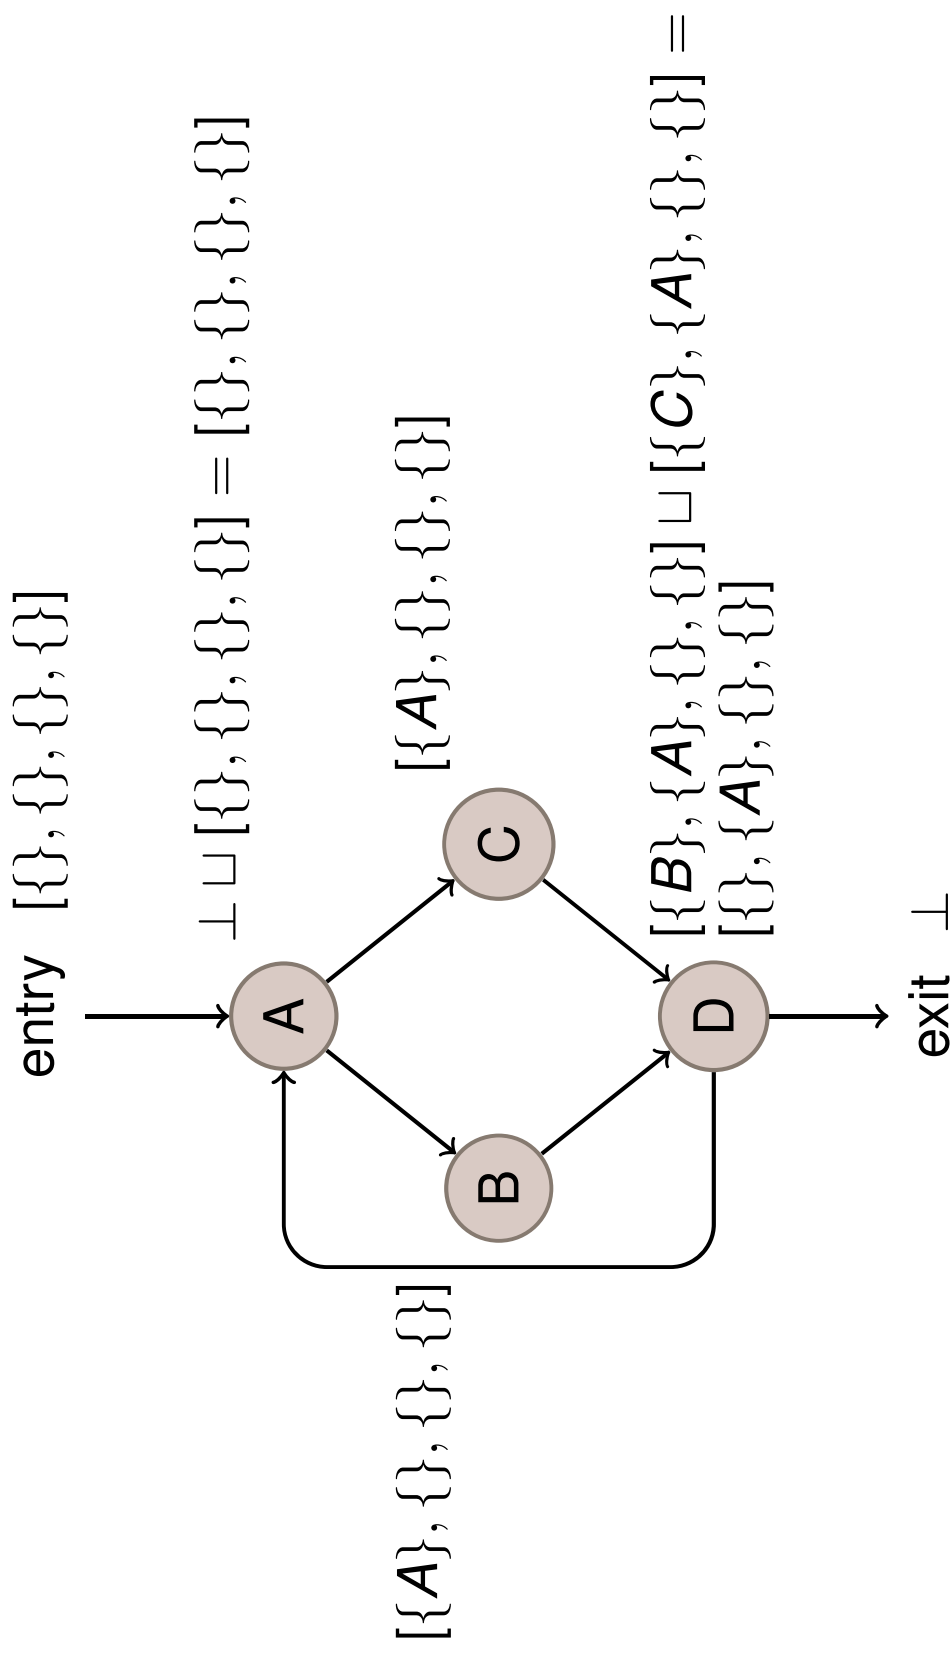 entry [{}, {}, {}, {}]
A
⊥ ⊔ [{}, {}, {}, {}] = [{}, {}, {}, {}]
[{A}, {}, {}, {}]
B
C
[{A}, {}, {}, {}]
D
[{B}, {A}, {}, {}] ⊔ [{C}, {A}, {}, {}] =
[{}, {A}, {}, {}]
exit ⊥